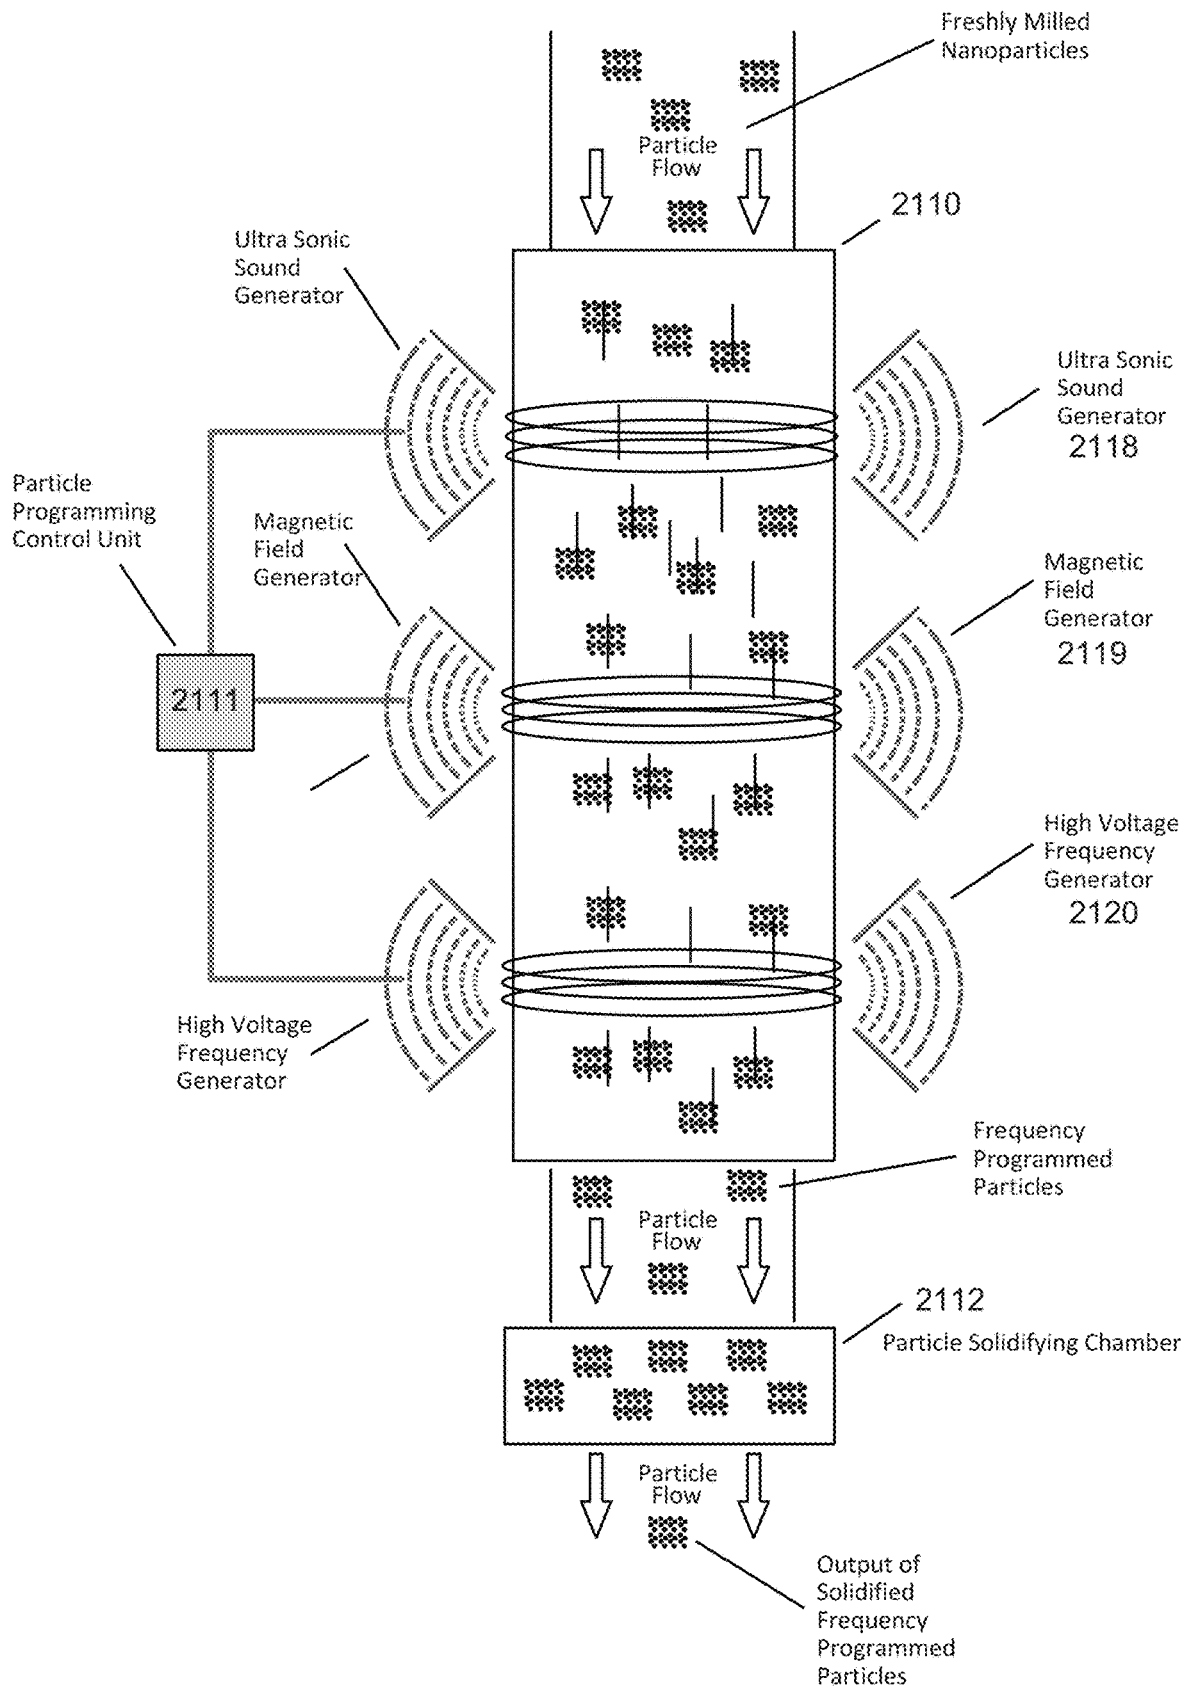 Freshly Milled
Nanoparticles
Particle
Flow
2110
Ultra Sonic
Sound
Generator
Ultra Sonic
Sound
Generator
2118
Particle
Programming
Control Unit
Magnetic
Field
Generator
Magnetic
Field
Generator
2119
2111
High Voltage
Frequency
Generator
2120
High Voltage
Frequency
Generator
Frequency
Programmed
Particles
Particle
Flow
2112
Particle Solidifying Chamber
Particle
Flow
Output of
Solidified
Frequency
Programmed
Particles